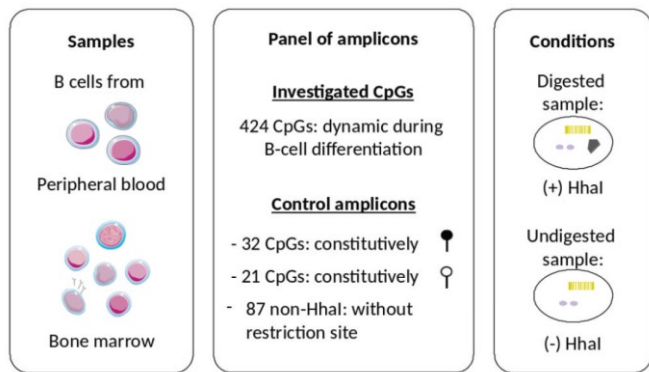 Samples
B cells from
Peripheral blood
Bone marrow
Panel of amplicons
Investigated CpGs
424 CpGs: dynamic during
B-cell differentiation
Control amplicons
- 32 CpGs: constitutively
- 21 CpGs: constitutively
- 87 non-HhaI: without
restriction site
Conditions
Digested
sample:
(+) HhaI
Undigested
sample:
(-) HhaI